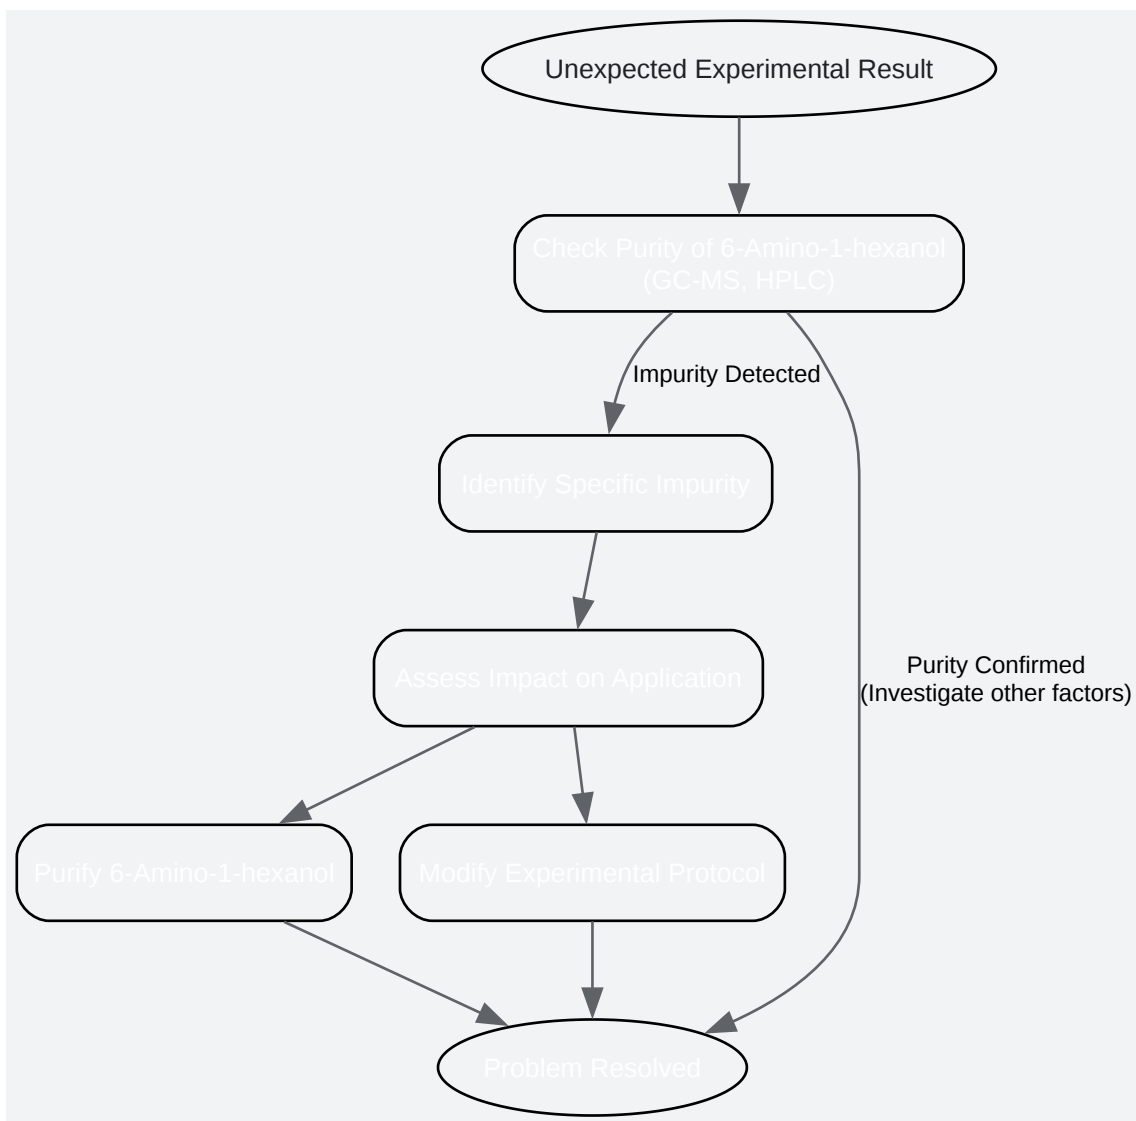 Unexpected Experimental Result
Check Purity of 6-Amino-1-hexanol
(GC-MS, HPLC)
Impurity Detected
Identify Specific Impurity
Purity Confirmed
(Investigate other factors)
Assess Impact on Application
Purify 6-Amino-1-hexanol
Modify Experimental Protocol
Problem Resolved